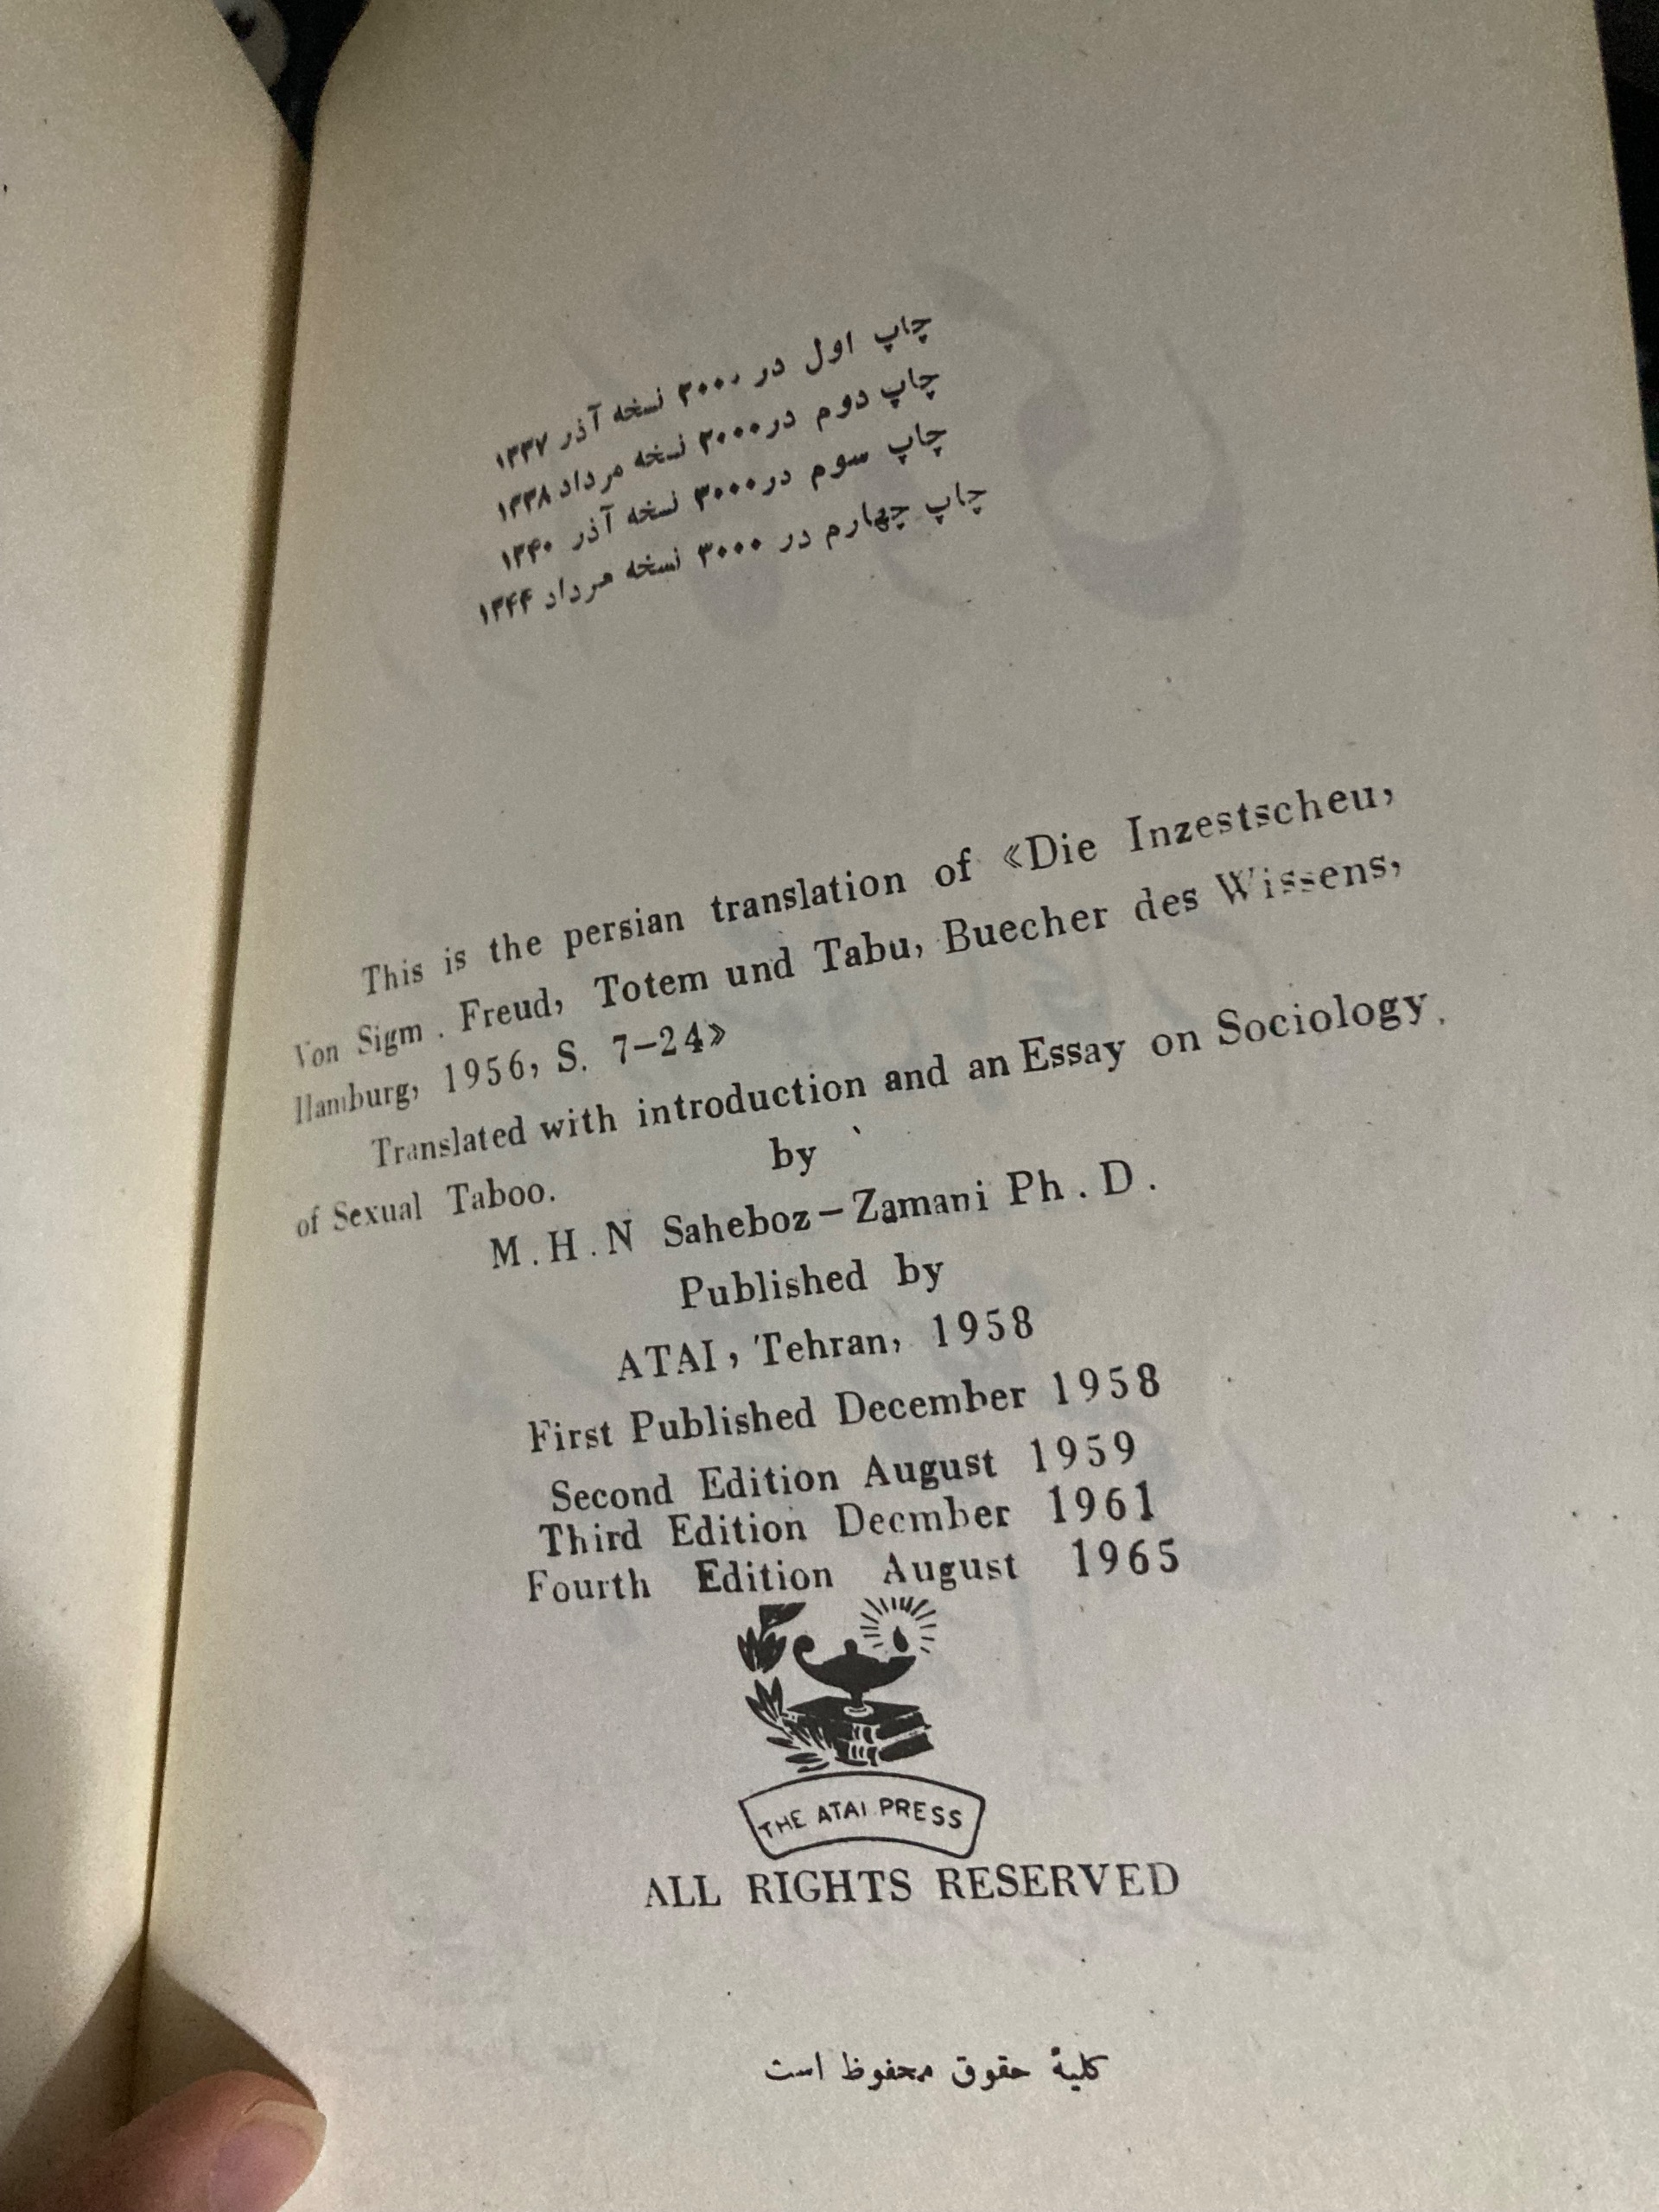 چاپ اول در ۳۰۰۰ نسخه آذر ۱۳۳۷
چاپ دوم در ۳۰۰۰ نسخه مرداد ۱۳۳۸
چاپ سوم در ۳۰۰۰ نسخه آذر ۱۳۴۰
چاپ چهارم در ۳۰۰۰ نسخه مرداد ۱۳۴۴
This is the persian translation of «Die Inzestscheu,
Von Sigm. Freud, Totem und Tabu, Buecher des Wissens,
Hamburg, 1956, S. 7–24»
Translated with introduction and an Essay on Sociology
of Sexual Taboo.
by
M.H.N Saheboz–Zamani Ph.D.
Published by
ATAI, Tehran, 1958
First Published December 1958
Second Edition August 1959
Third Edition Decmber 1961
Fourth Edition August 1965
THE ATAI PRESS
ALL RIGHTS RESERVED
کلیهٔ حقوق محفوظ است